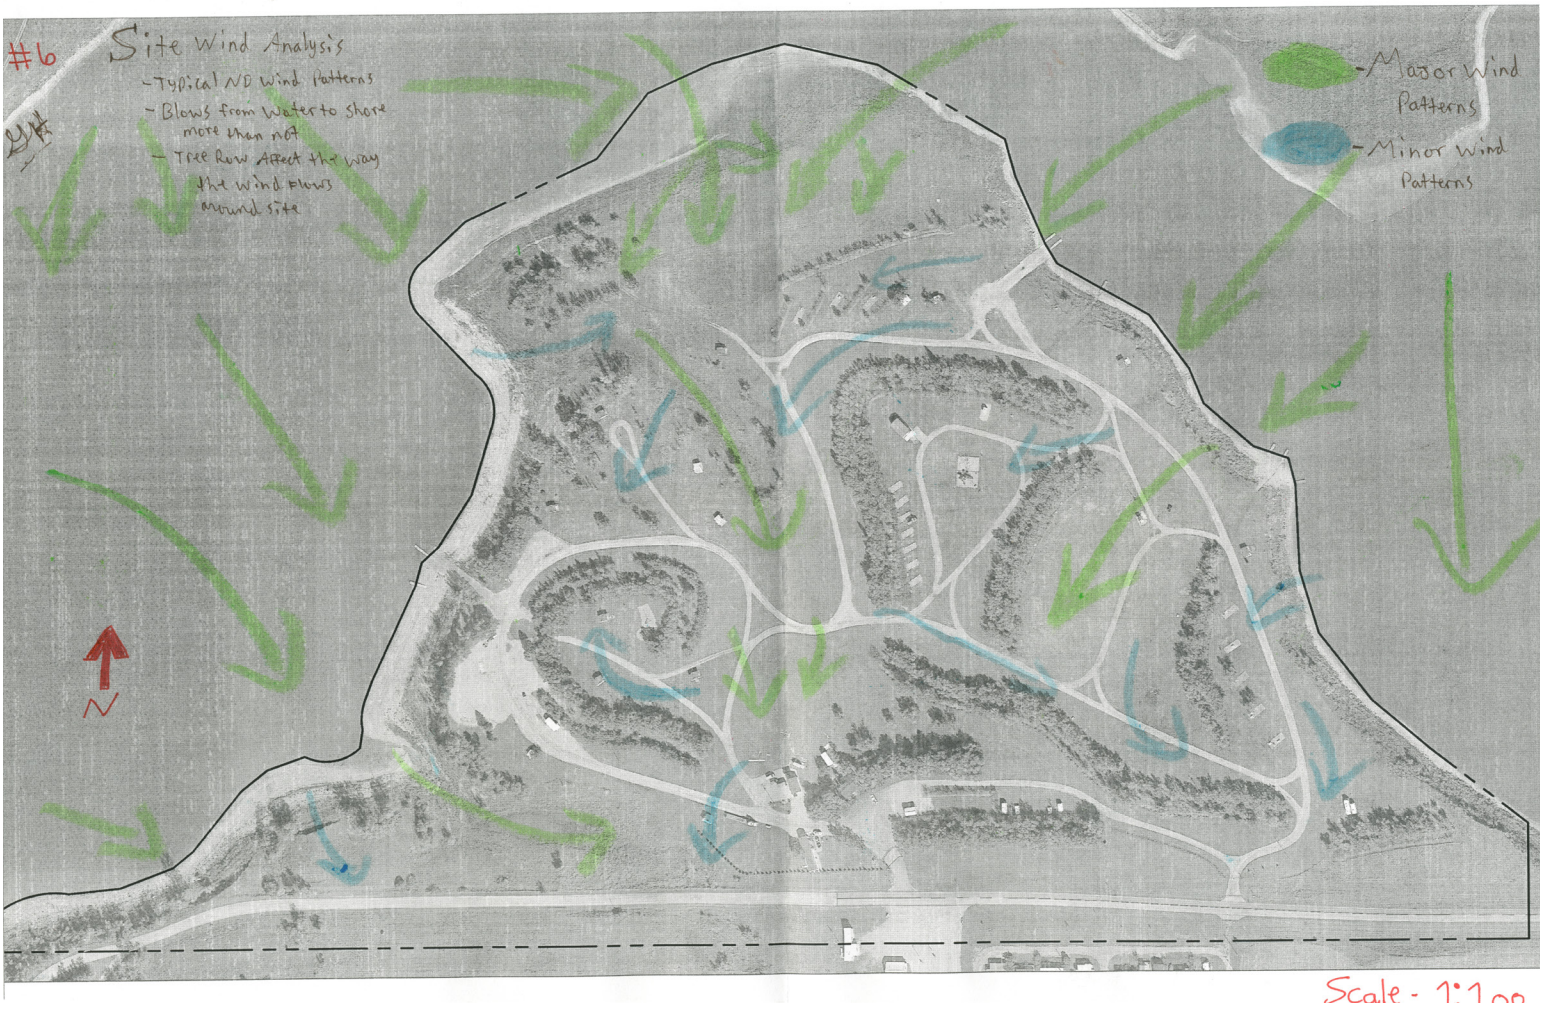 #6
Site Wind Analysis
- Typical ND Wind Patterns
- Blows from Water to shore
more than not
- Tree Row Affect the way
the wind flows
around site
- Major Wind
Patterns
- Minor Wind
Patterns
N
Scale - 1:100